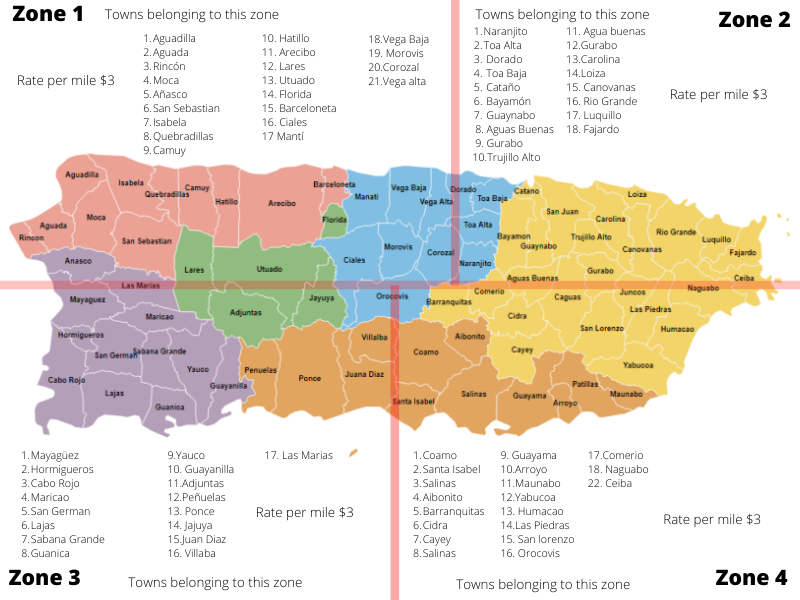 Zone 1
Towns belonging to this zone
Rate per mile $3
1. Aguadilla
2. Aguada
3. Rincón
4. Moca
5. Añasco
6. San Sebastian
7. Isabela
8. Quebradillas
9. Camuy
10. Hatillo
11. Arecibo
12. Lares
13. Utuado
14. Florida
15. Barceloneta
16. Ciales
17 Mantí
18.Vega Baja
19. Morovis
20.Corozal
21.Vega alta
Zone 2
Towns belonging to this zone
1.Naranjito
2.Toa Alta
3. Dorado
4. Toa Baja
5. Cataño
6. Bayamón
7. Guaynabo
8. Aguas Buenas
9. Gurabo
10.Trujillo Alto
11. Agua buenas
12.Gurabo
13.Carolina
14.Loiza
15. Canovanas
16. Rio Grande
17. Luquillo
18. Fajardo
Rate per mile $3
Aguadilla
Isabela
Quebradillas
Camuy
Hatillo
Arecibo
Barceloneta
Manati
Vega Baja
Vega Alta
Dorado
Toa Baja
Catano
Loiza
Aguada
Rincon
Moca
San Sebastian
Florida
Ciales
Morovis
Corozal
Toa Alta
Naranjito
Bayamon
San Juan
Guaynabo
Carolina
Trujillo Alto
Canovanas
Rio Grande
Luquillo
Fajardo
Anasco
Las Marias
Lares
Utuado
Aguas Buenas
Gurabo
Ceiba
Mayaguez
Maricao
Adjuntas
Jayuya
Orocovis
Barranquitas
Comerio
Caguas
Juncos
Naguabo
Las Piedras
Cidra
San Lorenzo
Humacao
Hormigueros
San German
Sabana Grande
Yauco
Guayanilla
Penuelas
Ponce
Villalba
Juana Diaz
Coamo
Aibonito
Cayey
Yabucoa
Cabo Rojo
Lajas
Guanica
Santa Isabel
Salinas
Guayama
Arroyo
Patillas
Maunabo
1.Mayagüez
2.Hormigueros
3.Cabo Rojo
4.Maricao
5.San German
6.Lajas
7.Sabana Grande
8.Guanica
9.Yauco
10. Guayanilla
11.Adjuntas
12.Peñuelas
13. Ponce
14. Jajuya
15.Juan Diaz
16. Villaba
17. Las Marias
Rate per mile $3
Zone 3
Towns belonging to this zone
1.Coamo
2.Santa Isabel
3.Salinas
4.Aibonito
5.Barranquitas
6.Cidra
7.Cayey
8.Salinas
9. Guayama
10.Arroyo
11.Maunabo
12.Yabucoa
13. Humacao
14.Las Piedras
15. San lorenzo
16. Orocovis
17.Comerio
18. Naguabo
22. Ceiba
Rate per mile $3
Towns belonging to this zone
Zone 4